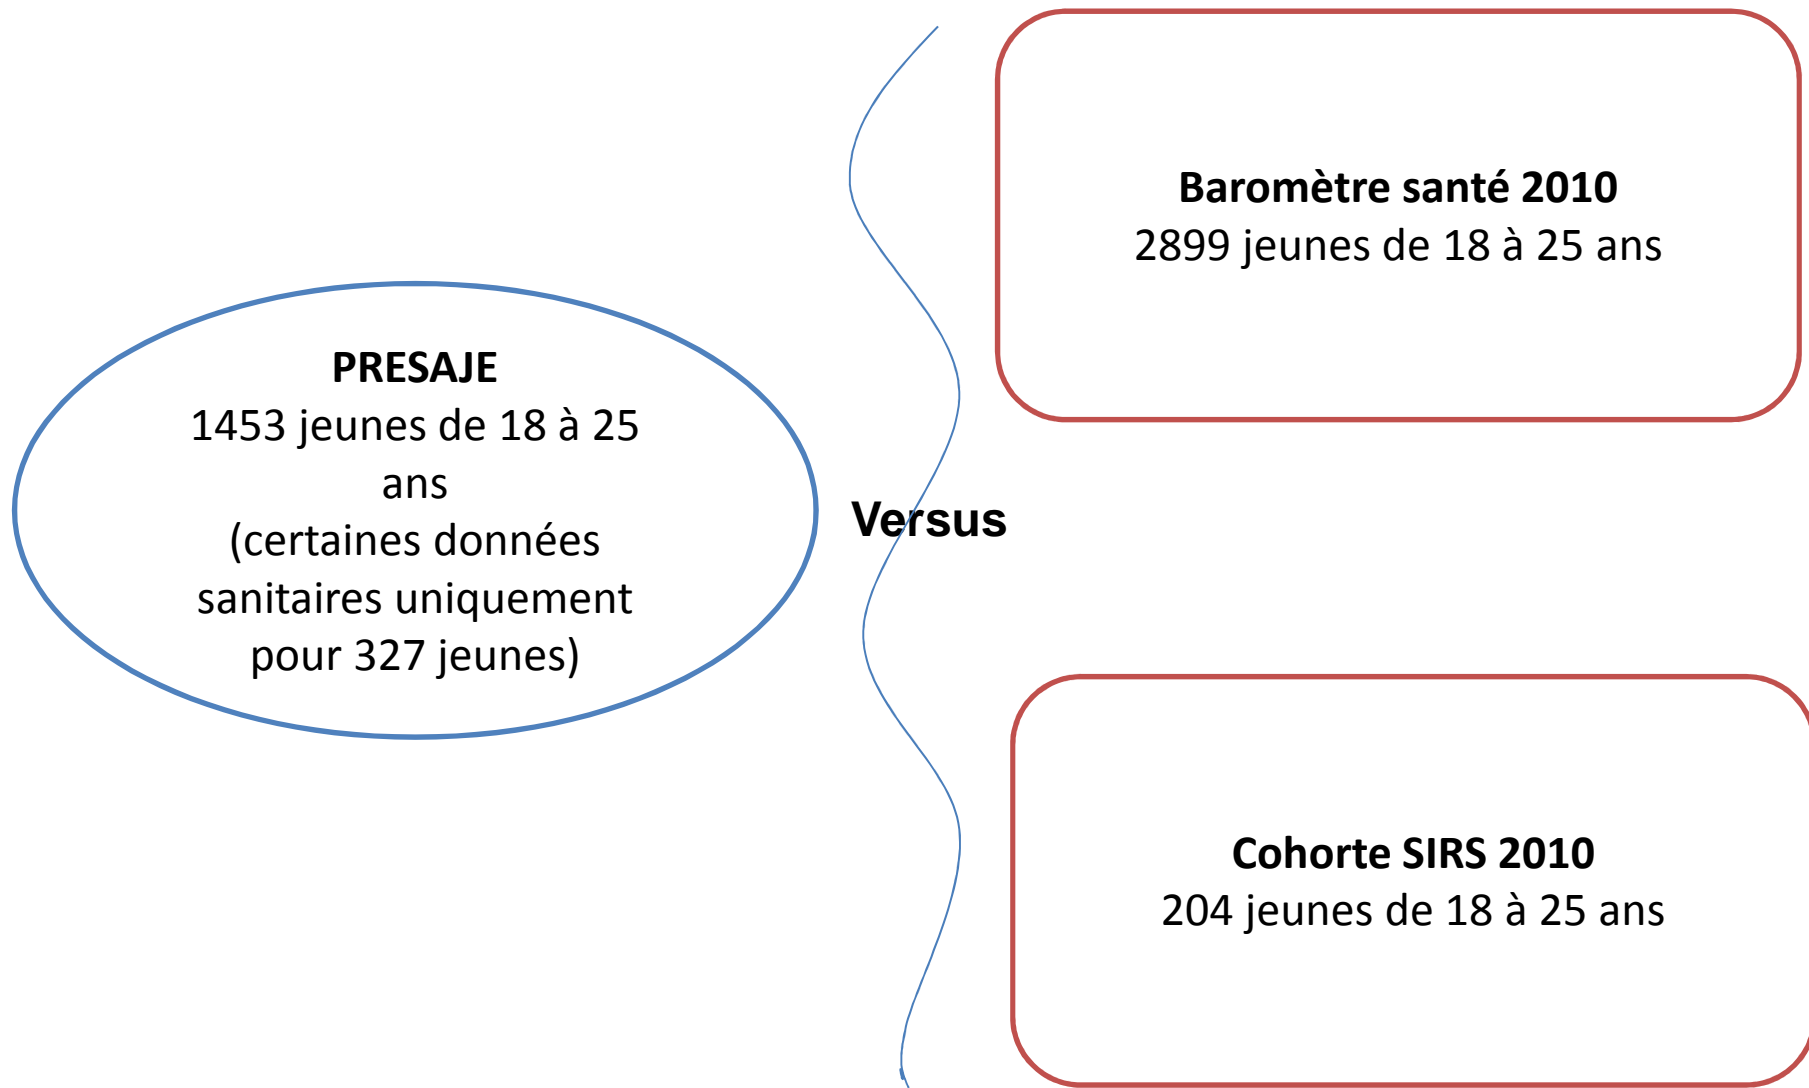 PRESAJE
1453 jeunes de 18 à 25
ans
(certaines données
sanitaires uniquement
pour 327 jeunes)
Versus
Baromètre santé 2010
2899 jeunes de 18 à 25 ans
Cohorte SIRS 2010
204 jeunes de 18 à 25 ans